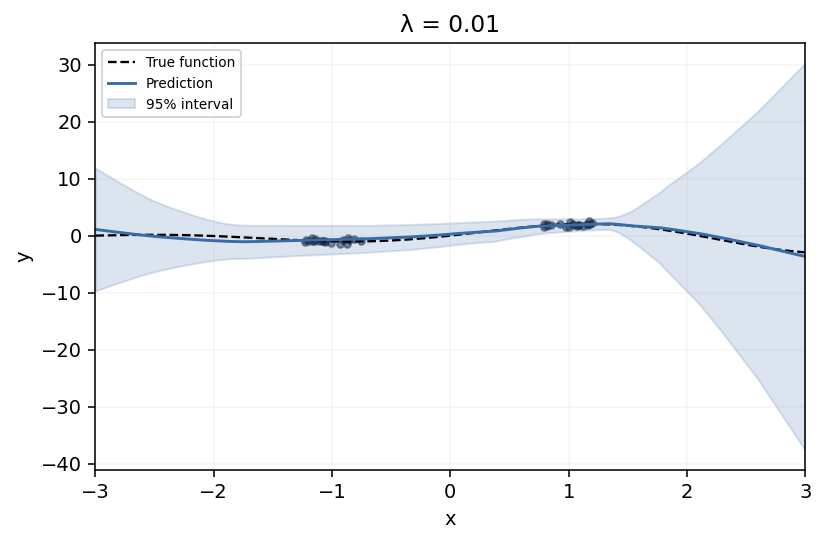 λ = 0.01
True function
Prediction
95% interval
30
20
10
0
−10
−20
−30
−40
y
−3 −2 −1 0 1 2 3
x